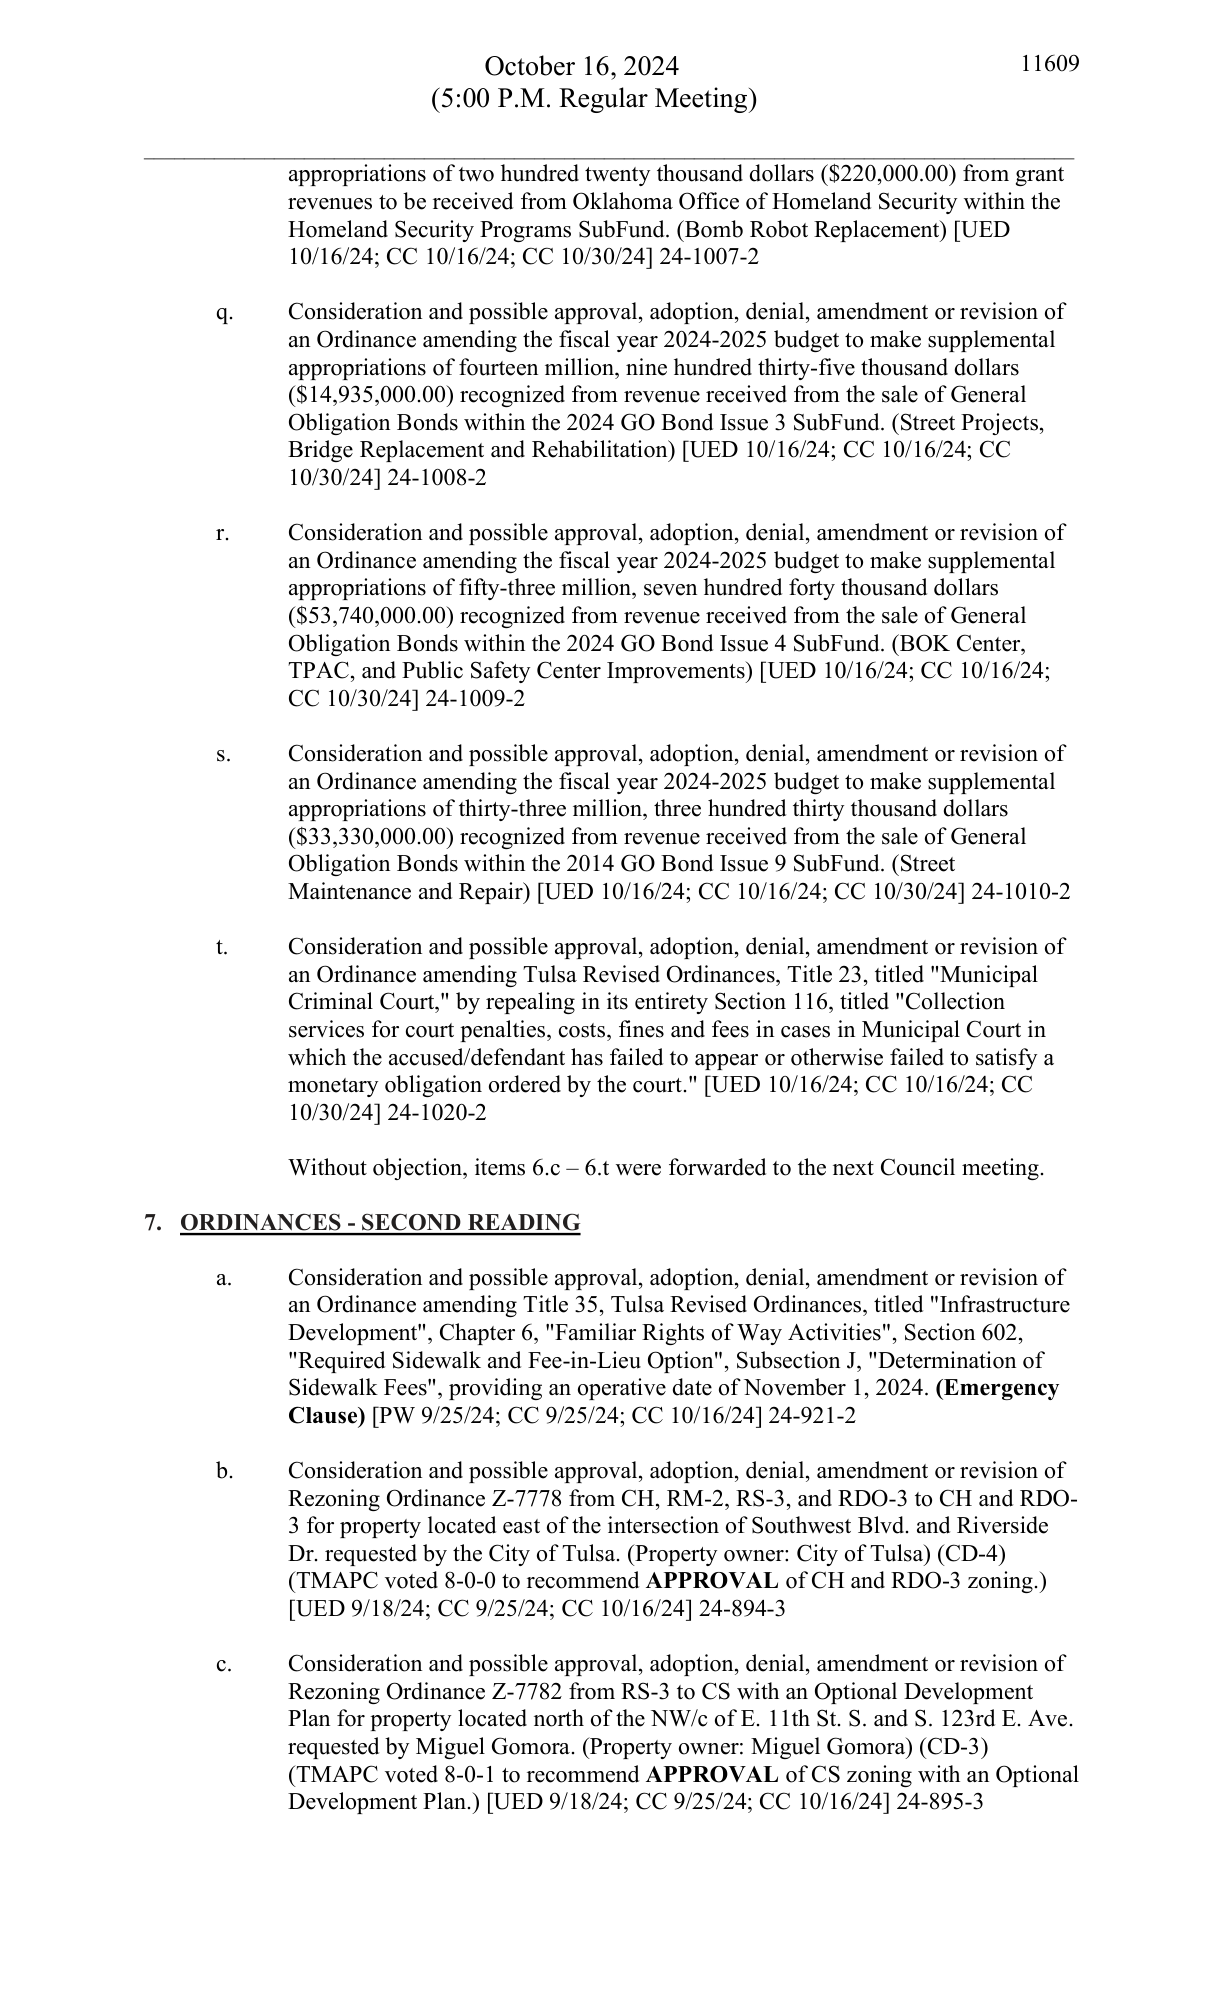 October 16, 2024
11609
(5:00 P.M. Regular Meeting)
appropriations of two hundred twenty thousand dollars ($220,000.00) from grant
revenues to be received from Oklahoma Office of Homeland Security within the
Homeland Security Programs SubFund. (Bomb Robot Replacement) [UED
10/16/24; CC 10/16/24; CC 10/30/24] 24-1007-2
q. Consideration and possible approval, adoption, denial, amendment or revision of
an Ordinance amending the fiscal year 2024-2025 budget to make supplemental
appropriations of fourteen million, nine hundred thirty-five thousand dollars
($14,935,000.00) recognized from revenue received from the sale of General
Obligation Bonds within the 2024 GO Bond Issue 3 SubFund. (Street Projects,
Bridge Replacement and Rehabilitation) [UED 10/16/24; CC 10/16/24; CC
10/30/24] 24-1008-2
r. Consideration and possible approval, adoption, denial, amendment or revision of
an Ordinance amending the fiscal year 2024-2025 budget to make supplemental
appropriations of fifty-three million, seven hundred forty thousand dollars
($53,740,000.00) recognized from revenue received from the sale of General
Obligation Bonds within the 2024 GO Bond Issue 4 SubFund. (BOK Center,
TPAC, and Public Safety Center Improvements) [UED 10/16/24; CC 10/16/24;
CC 10/30/24] 24-1009-2
s. Consideration and possible approval, adoption, denial, amendment or revision of
an Ordinance amending the fiscal year 2024-2025 budget to make supplemental
appropriations of thirty-three million, three hundred thirty thousand dollars
($33,330,000.00) recognized from revenue received from the sale of General
Obligation Bonds within the 2014 GO Bond Issue 9 SubFund. (Street
Maintenance and Repair) [UED 10/16/24; CC 10/16/24; CC 10/30/24] 24-1010-2
t. Consideration and possible approval, adoption, denial, amendment or revision of
an Ordinance amending Tulsa Revised Ordinances, Title 23, titled "Municipal
Criminal Court," by repealing in its entirety Section 116, titled "Collection
services for court penalties, costs, fines and fees in cases in Municipal Court in
which the accused/defendant has failed to appear or otherwise failed to satisfy a
monetary obligation ordered by the court." [UED 10/16/24; CC 10/16/24; CC
10/30/24] 24-1020-2
Without objection, items 6.c – 6.t were forwarded to the next Council meeting.
7. ORDINANCES - SECOND READING
a. Consideration and possible approval, adoption, denial, amendment or revision of
an Ordinance amending Title 35, Tulsa Revised Ordinances, titled "Infrastructure
Development", Chapter 6, "Familiar Rights of Way Activities", Section 602,
"Required Sidewalk and Fee-in-Lieu Option", Subsection J, "Determination of
Sidewalk Fees", providing an operative date of November 1, 2024. (Emergency
Clause) [PW 9/25/24; CC 9/25/24; CC 10/16/24] 24-921-2
b. Consideration and possible approval, adoption, denial, amendment or revision of
Rezoning Ordinance Z-7778 from CH, RM-2, RS-3, and RDO-3 to CH and RDO-
3 for property located east of the intersection of Southwest Blvd. and Riverside
Dr. requested by the City of Tulsa. (Property owner: City of Tulsa) (CD-4)
(TMAPC voted 8-0-0 to recommend APPROVAL of CH and RDO-3 zoning.)
[UED 9/18/24; CC 9/25/24; CC 10/16/24] 24-894-3
c. Consideration and possible approval, adoption, denial, amendment or revision of
Rezoning Ordinance Z-7782 from RS-3 to CS with an Optional Development
Plan for property located north of the NW/c of E. 11th St. S. and S. 123rd E. Ave.
requested by Miguel Gomora. (Property owner: Miguel Gomora) (CD-3)
(TMAPC voted 8-0-1 to recommend APPROVAL of CS zoning with an Optional
Development Plan.) [UED 9/18/24; CC 9/25/24; CC 10/16/24] 24-895-3